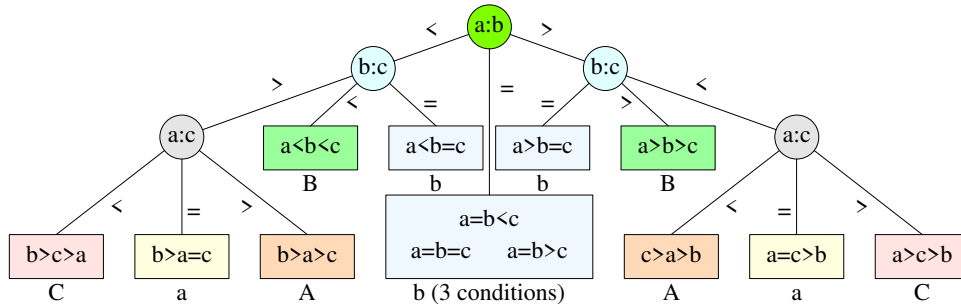 a:b
< >
b:c b:c
> < = = = > <
a:c a<b<c a<b=c a>b=c a>b>c a:c
B b b B
< = > a=b<c < = >
b>c>a b>a=c b>a>c a=b=c a=b>c c>a>b a=c>b a>c>b
C a A b (3 conditions) A a C